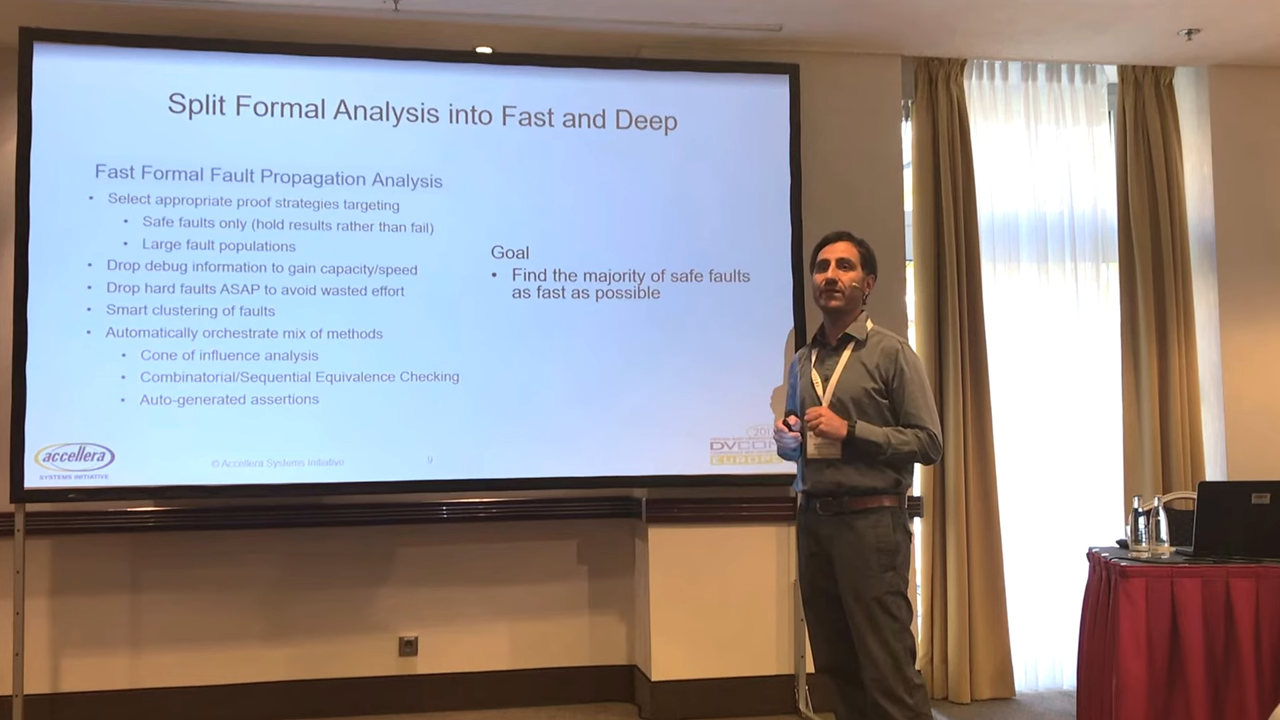 Split Formal Analysis into Fast and Deep
Fast Formal Fault Propagation Analysis
• Select appropriate proof strategies targeting
• Safe faults only (hold results rather than fail)
• Large fault populations
• Drop debug information to gain capacity/speed
• Drop hard faults ASAP to avoid wasted effort
• Smart clustering of faults
• Automatically orchestrate mix of methods
• Cone of influence analysis
• Combinatorial/Sequential Equivalence Checking
• Auto-generated assertions
Goal
• Find the majority of safe faults
as fast as possible
accellera
SYSTEMS INITIATIVE
© Accellera Systems Initiative
9
DVCON
EUROPE